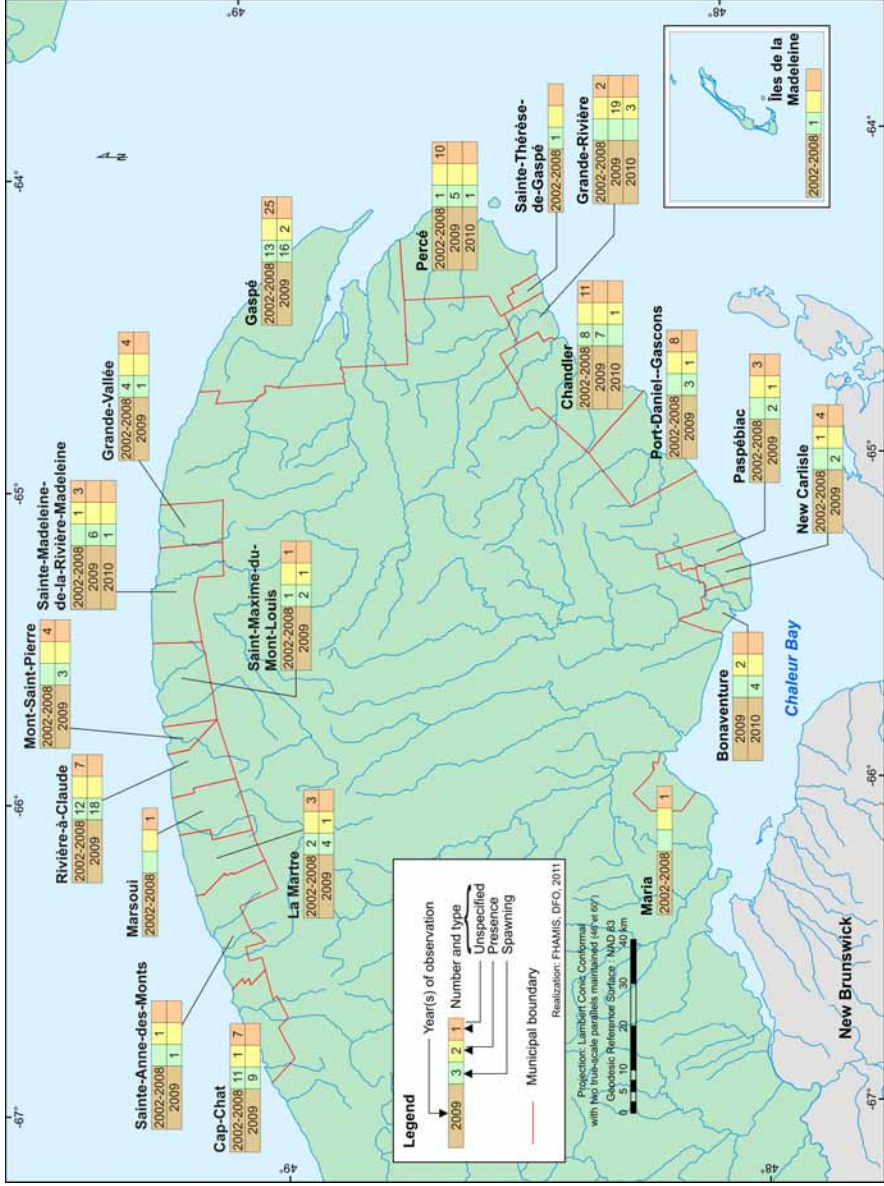 -67°
-66°
-65°
-64°
Cap-Chat
2002-2008 11 1 7
2009 9
Sainte-Anne-des-Monts
2002-2008 1
2009 1
Marsoui
2002-2008 1
Rivière-à-Claude
2002-2008 12 7
2009 18
Mont-Saint-Pierre
2002-2008 4
2009 3
Sainte-Madeleine-
de-la-Rivière-Madeleine
2002-2008 1 3
2009 6
2010 1
Grande-Vallée
2002-2008 4 4
2009 1
Gaspé
2002-2008 13 25
2009 16 2
49°
49°
La Martre
2002-2008 2 3
2009 4 1
Saint-Maxime-du-
Mont-Louis
2002-2008 1 1
2009 2 1
Percé
2002-2008 1 10
2009 5
2010 1
Sainte-Thérèse-
de-Gaspé
2002-2008 1
Grande-Rivière
2002-2008 2
2009 19
2010 3
Chandler
2002-2008 8 11
2009 7
2010 1
Port-Daniel--Gascons
2002-2008 8
2009 3 1
Paspébiac
2002-2008 3
2009 2 1
New Carlisle
2002-2008 1 4
2009 2
Bonaventure
2009 2
2010 4
Maria
2002-2008 1
Chaleur Bay
New Brunswick
Îles de la
Madeleine
2002-2008 1
Legend
2009 3 2 1
Year(s) of observation
Number and type
Unspecified
Presence
Spawning
Municipal boundary
Realization: FHAMIS, DFO, 2011
Projection: Lambert Conic Conformal
with two true-scale parallels maintained (46° et 60°)
Geodesic Reference Surface : NAD 83
0 5 10 20 30 40 km
N
48°
48°
-67°
-66°
-65°
-64°